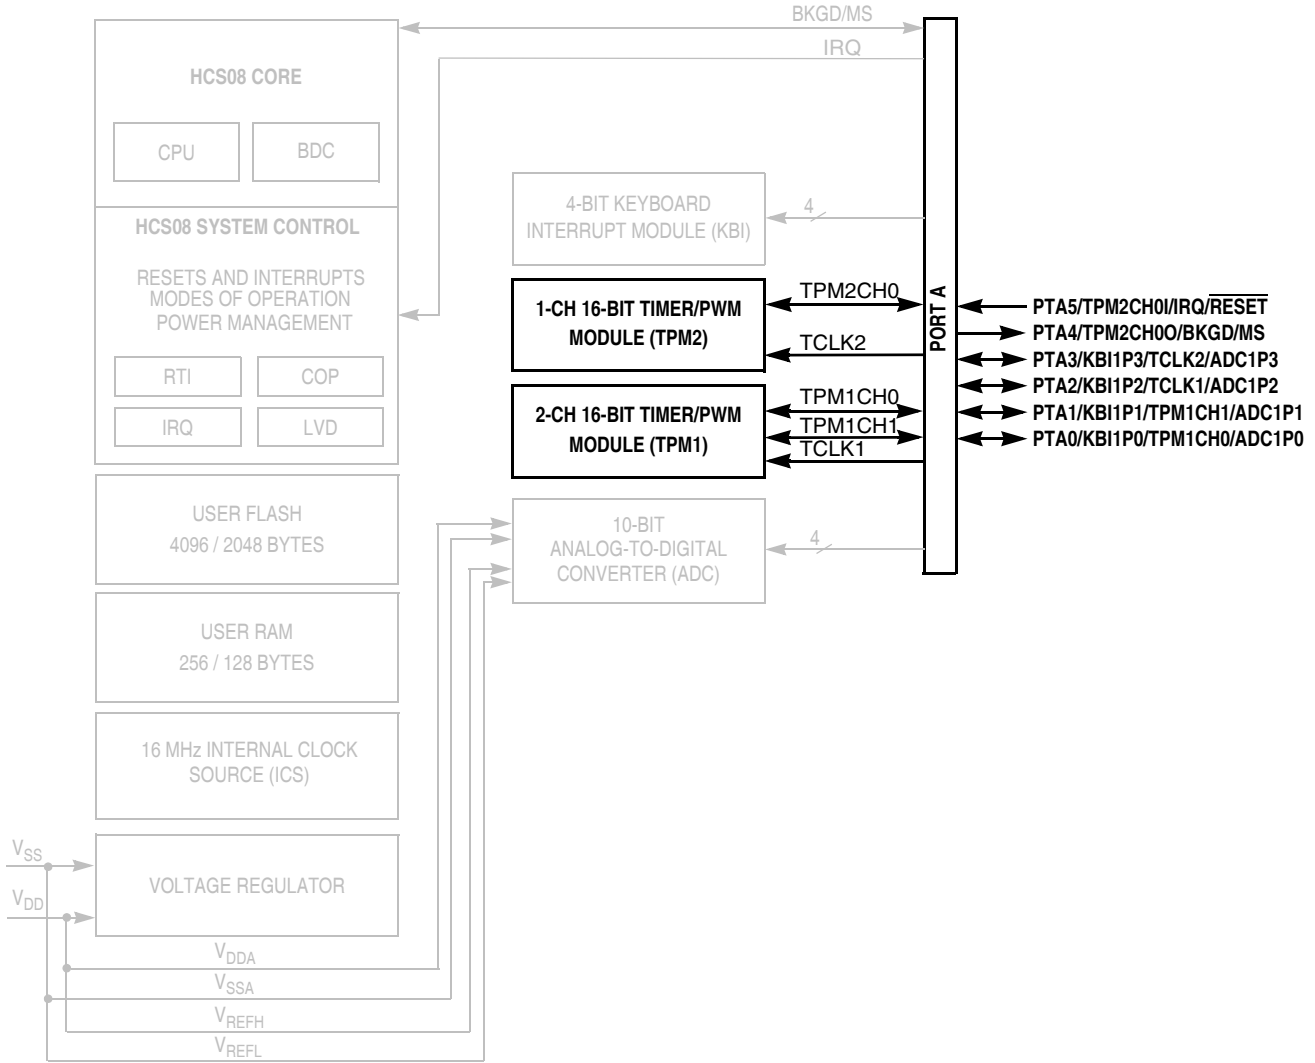 BKGD/MS
IRQ
HCS08 CORE
CPU
BDC
HCS08 SYSTEM CONTROL
RESETS AND INTERRUPTS
MODES OF OPERATION
POWER MANAGEMENT
RTI
COP
IRQ
LVD
USER FLASH
4096 / 2048 BYTES
USER RAM
256 / 128 BYTES
16 MHz INTERNAL CLOCK
SOURCE (ICS)
VOLTAGE REGULATOR
VSS
VDD
VDDA
VSSA
VREFH
VREFL
4-BIT KEYBOARD
INTERRUPT MODULE (KBI)
4
1-CH 16-BIT TIMER/PWM
MODULE (TPM2)
TPM2CH0
TCLK2
2-CH 16-BIT TIMER/PWM
MODULE (TPM1)
TPM1CH0
TPM1CH1
TCLK1
10-BIT
ANALOG-TO-DIGITAL
CONVERTER (ADC)
4
PORT A
PTA5/TPM2CH0I/IRQ/RESET
PTA4/TPM2CH0O/BKGD/MS
PTA3/KBI1P3/TCLK2/ADC1P3
PTA2/KBI1P2/TCLK1/ADC1P2
PTA1/KBI1P1/TPM1CH1/ADC1P1
PTA0/KBI1P0/TPM1CH0/ADC1P0